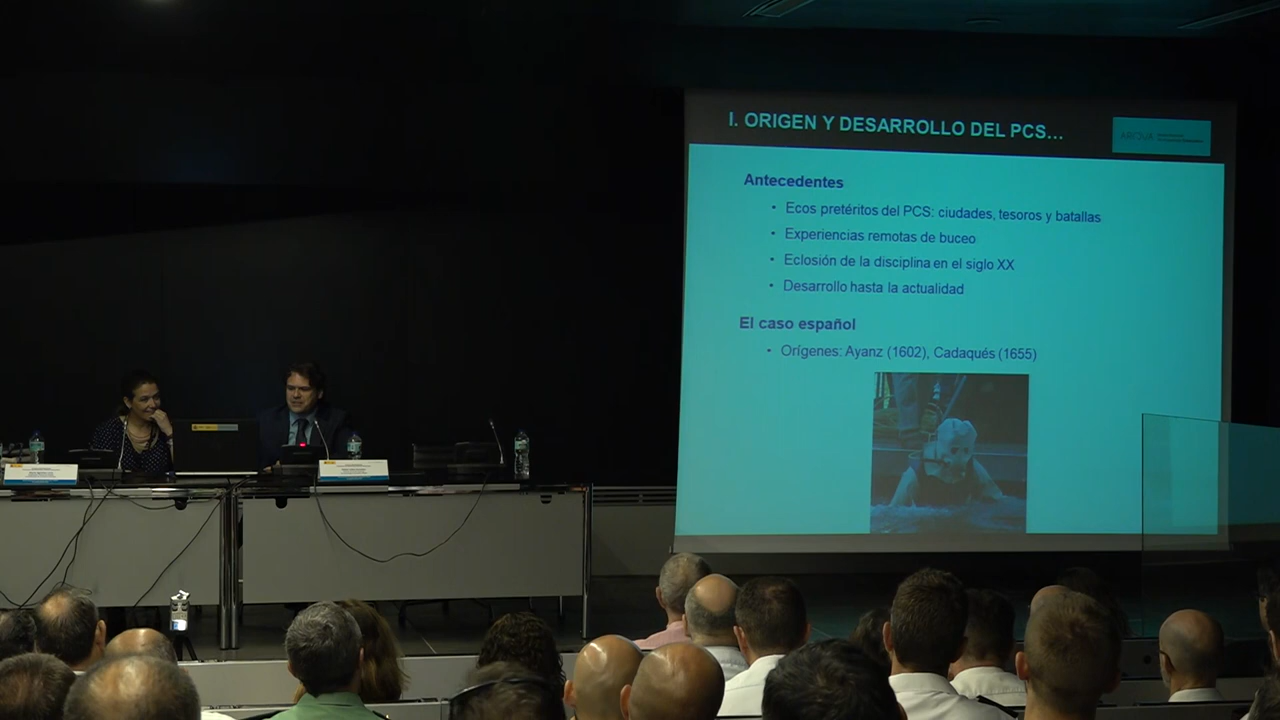 I. ORIGEN Y DESARROLLO DEL PCS...
ARQUA
Antecedentes
• Ecos pretéritos del PCS: ciudades, tesoros y batallas
• Experiencias remotas de buceo
• Eclosión de la disciplina en el siglo XX
• Desarrollo hasta la actualidad
El caso español
• Orígenes: Ayanz (1602), Cadaqués (1655)